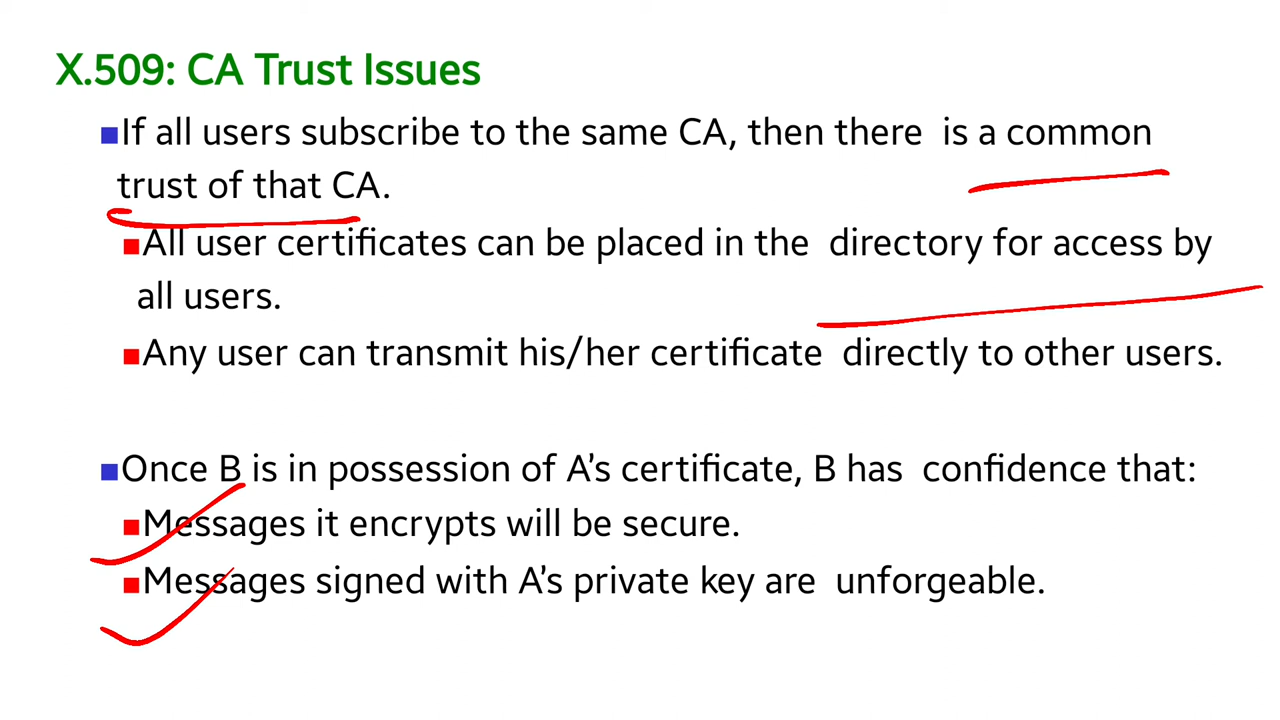 X.509: CA Trust Issues
If all users subscribe to the same CA, then there is a common
trust of that CA.
All user certificates can be placed in the directory for access by
all users.
Any user can transmit his/her certificate directly to other users.
Once B is in possession of A’s certificate, B has confidence that:
Messages it encrypts will be secure.
Messages signed with A’s private key are unforgeable.